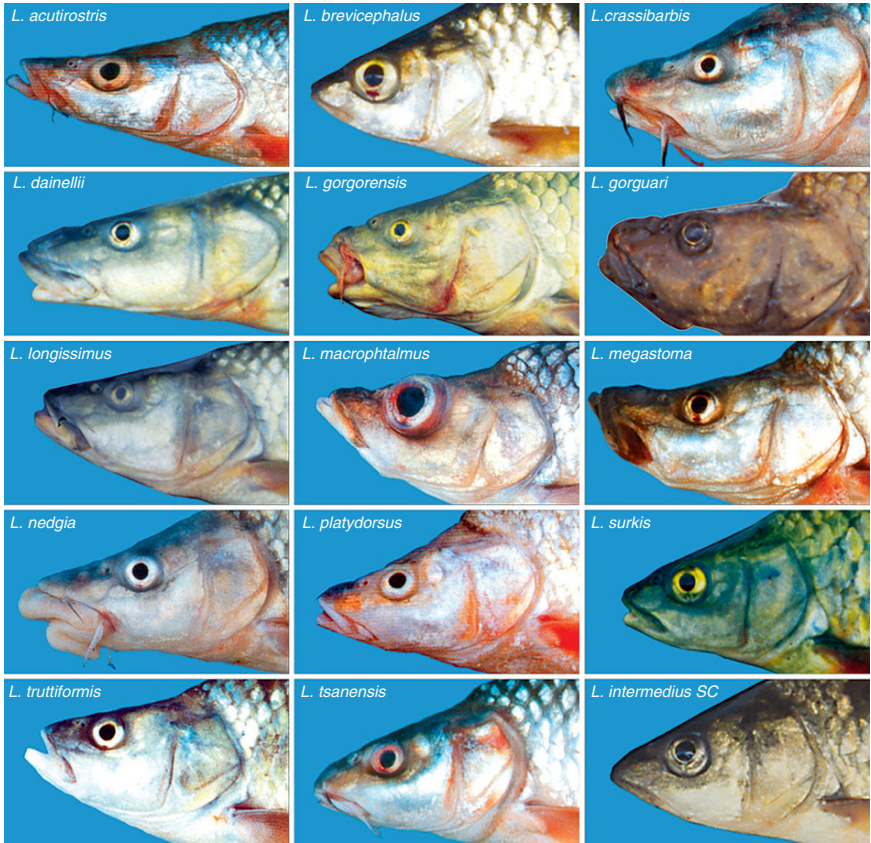 L. acutirostris
L. brevicephalus
L.crassibarbis
L. dainellii
L. gorgorensis
L. gorguari
L. longissimus
L. macrophtalmus
L. megastoma
L. nedgia
L. platydorsus
L. surkis
L. truttiformis
L. tsanensis
L. intermedius SC